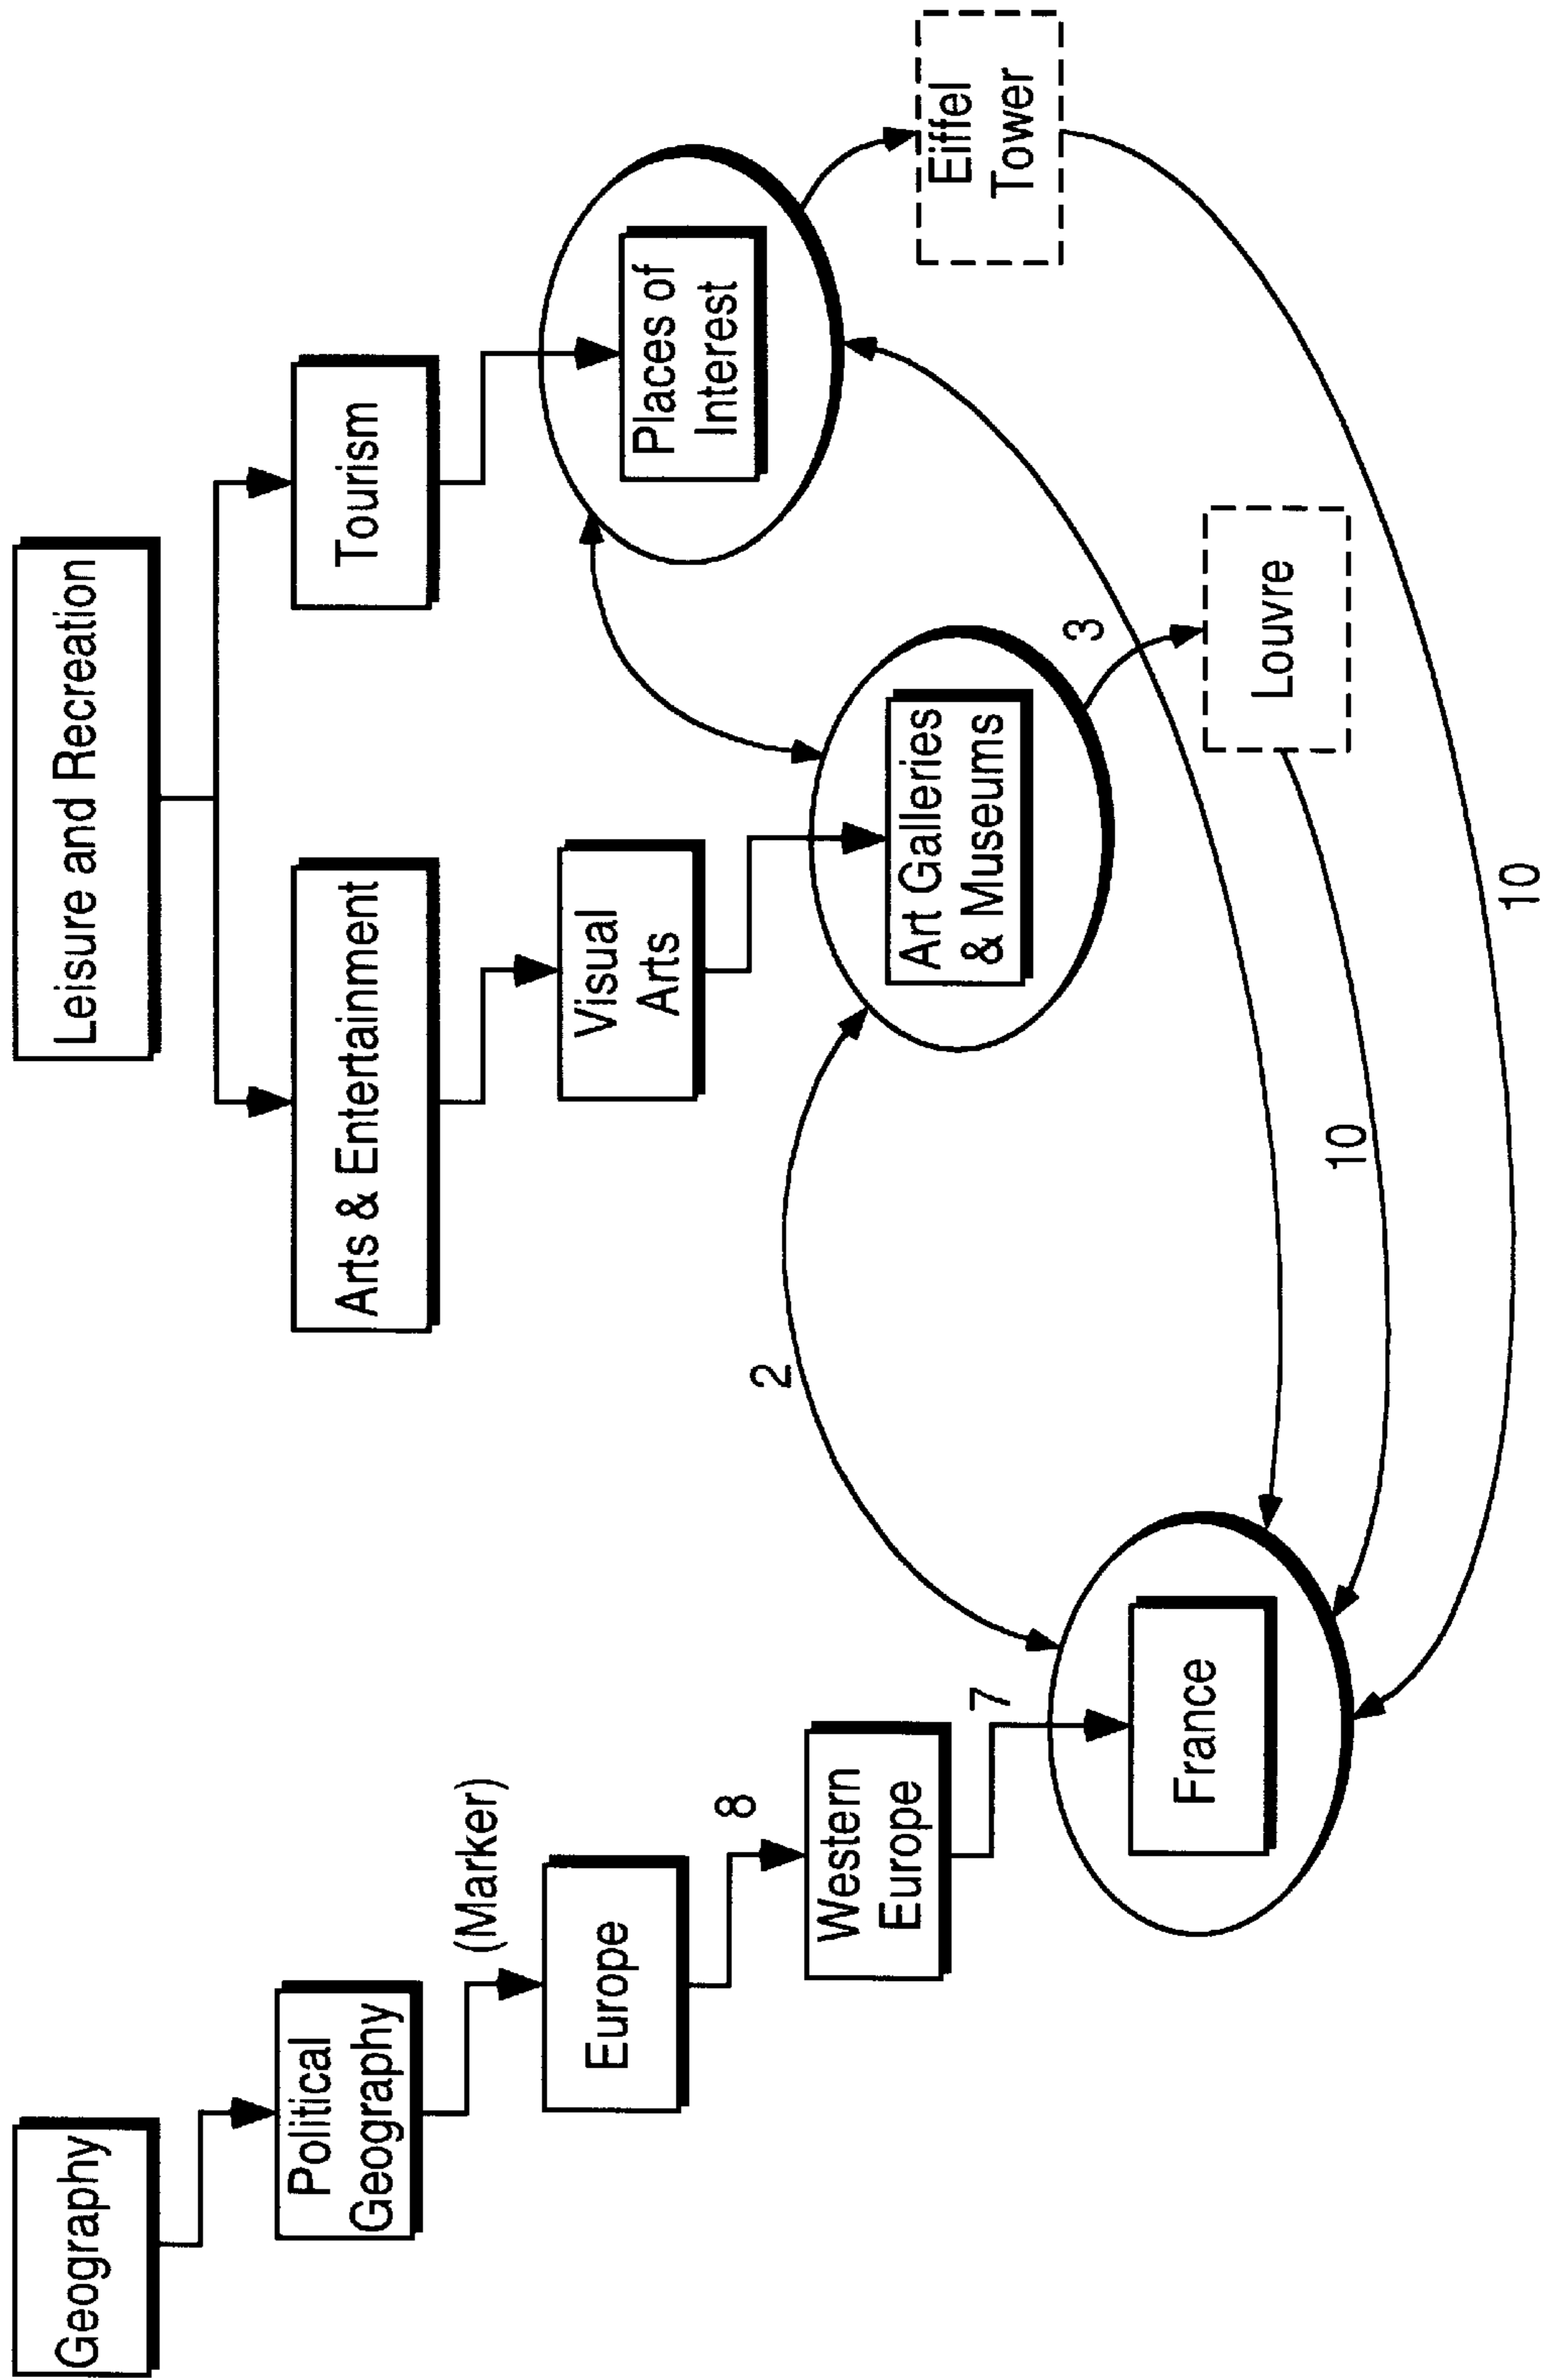 Geography
Political
Geography
(Marker)
Europe
8
Western
Europe
7
France
Leisure and Recreation
Arts & Entertainment
Tourism
Visual
Arts
Places of
Interest
Art Galleries
& Museums
2
3
Eiffel
Tower
Louvre
10
10